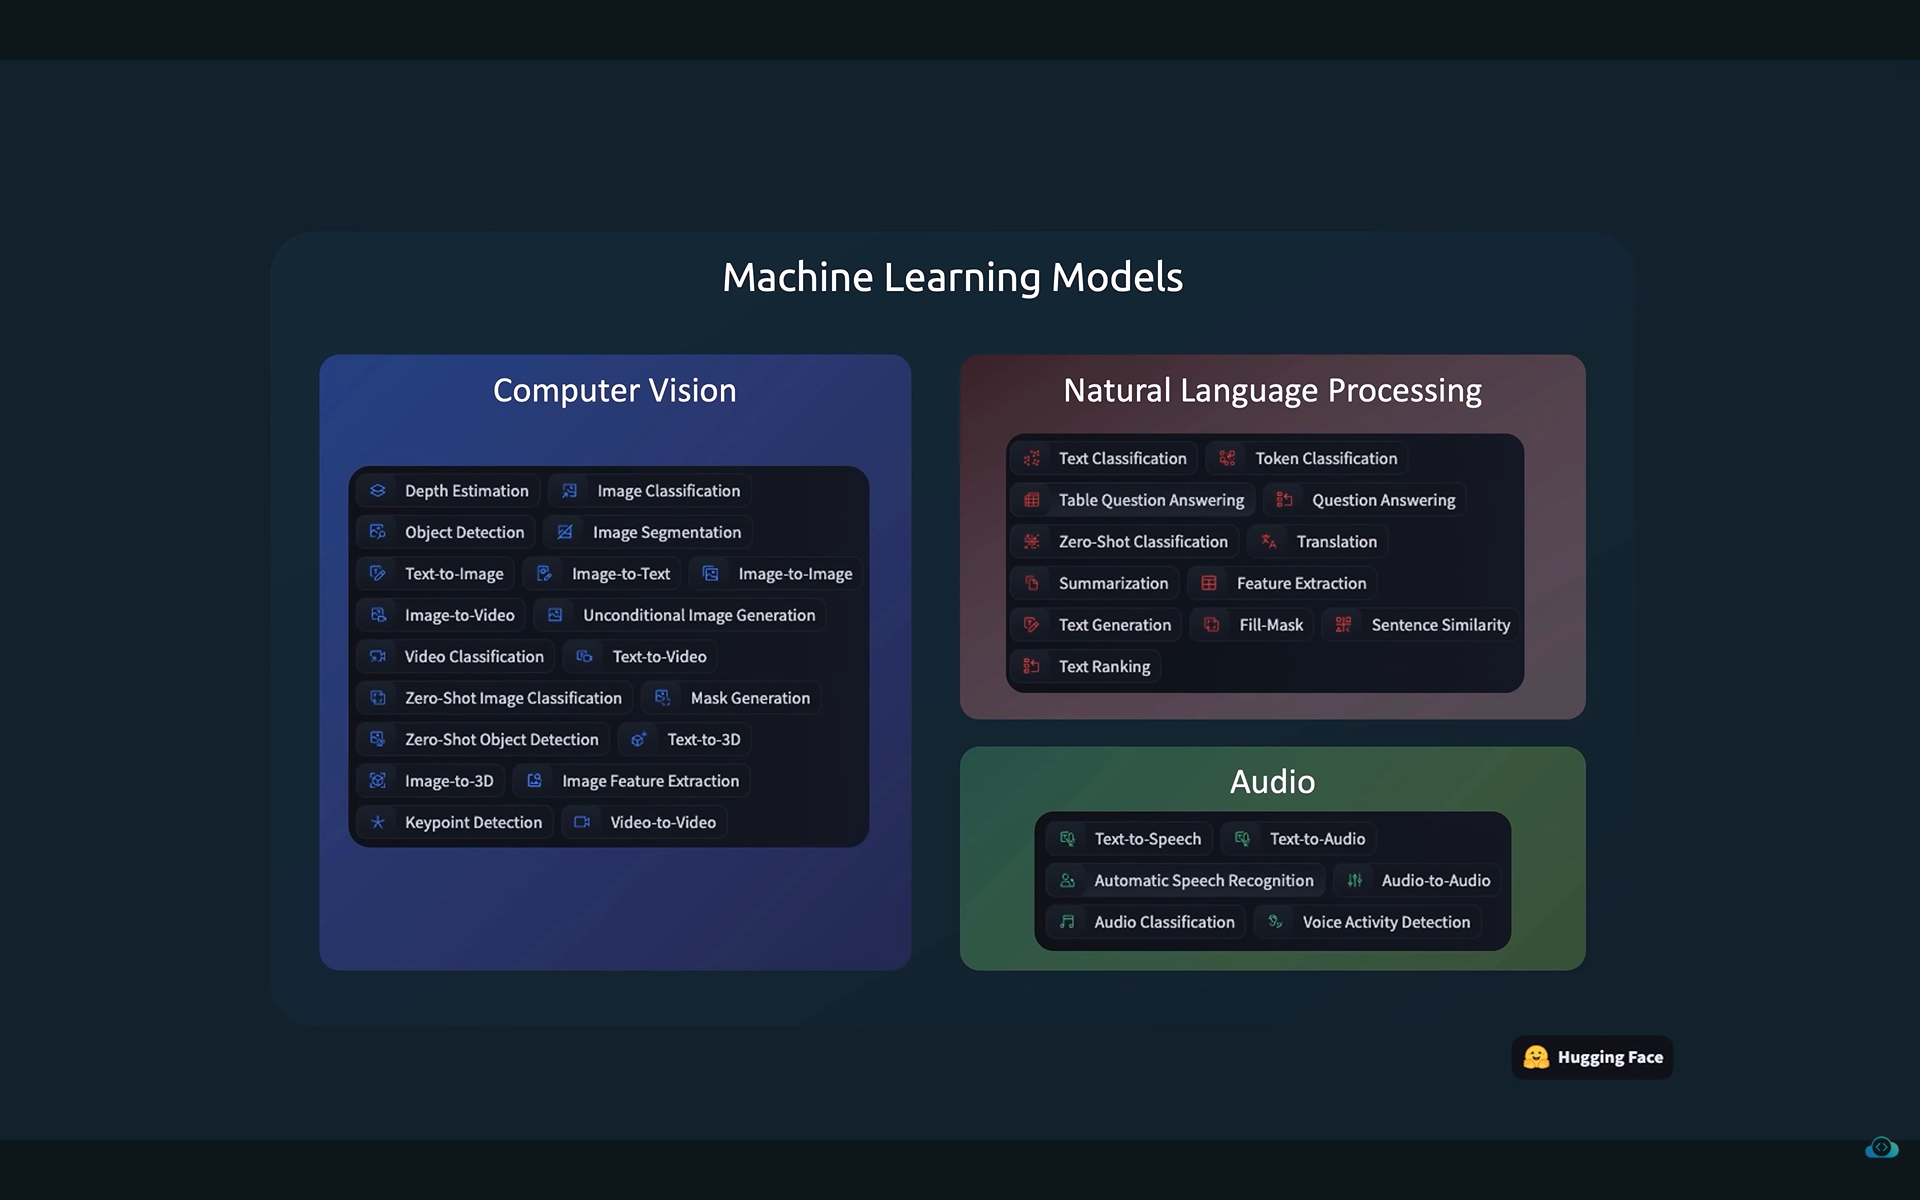 Machine Learning Models
Computer Vision
Depth Estimation Image Classification
Object Detection Image Segmentation
Text-to-Image Image-to-Text Image-to-Image
Image-to-Video Unconditional Image Generation
Video Classification Text-to-Video
Zero-Shot Image Classification Mask Generation
Zero-Shot Object Detection Text-to-3D
Image-to-3D Image Feature Extraction
Keypoint Detection Video-to-Video
Natural Language Processing
Text Classification Token Classification
Table Question Answering Question Answering
Zero-Shot Classification Translation
Summarization Feature Extraction
Text Generation Fill-Mask Sentence Similarity
Text Ranking
Audio
Text-to-Speech Text-to-Audio
Automatic Speech Recognition Audio-to-Audio
Audio Classification Voice Activity Detection
Hugging Face